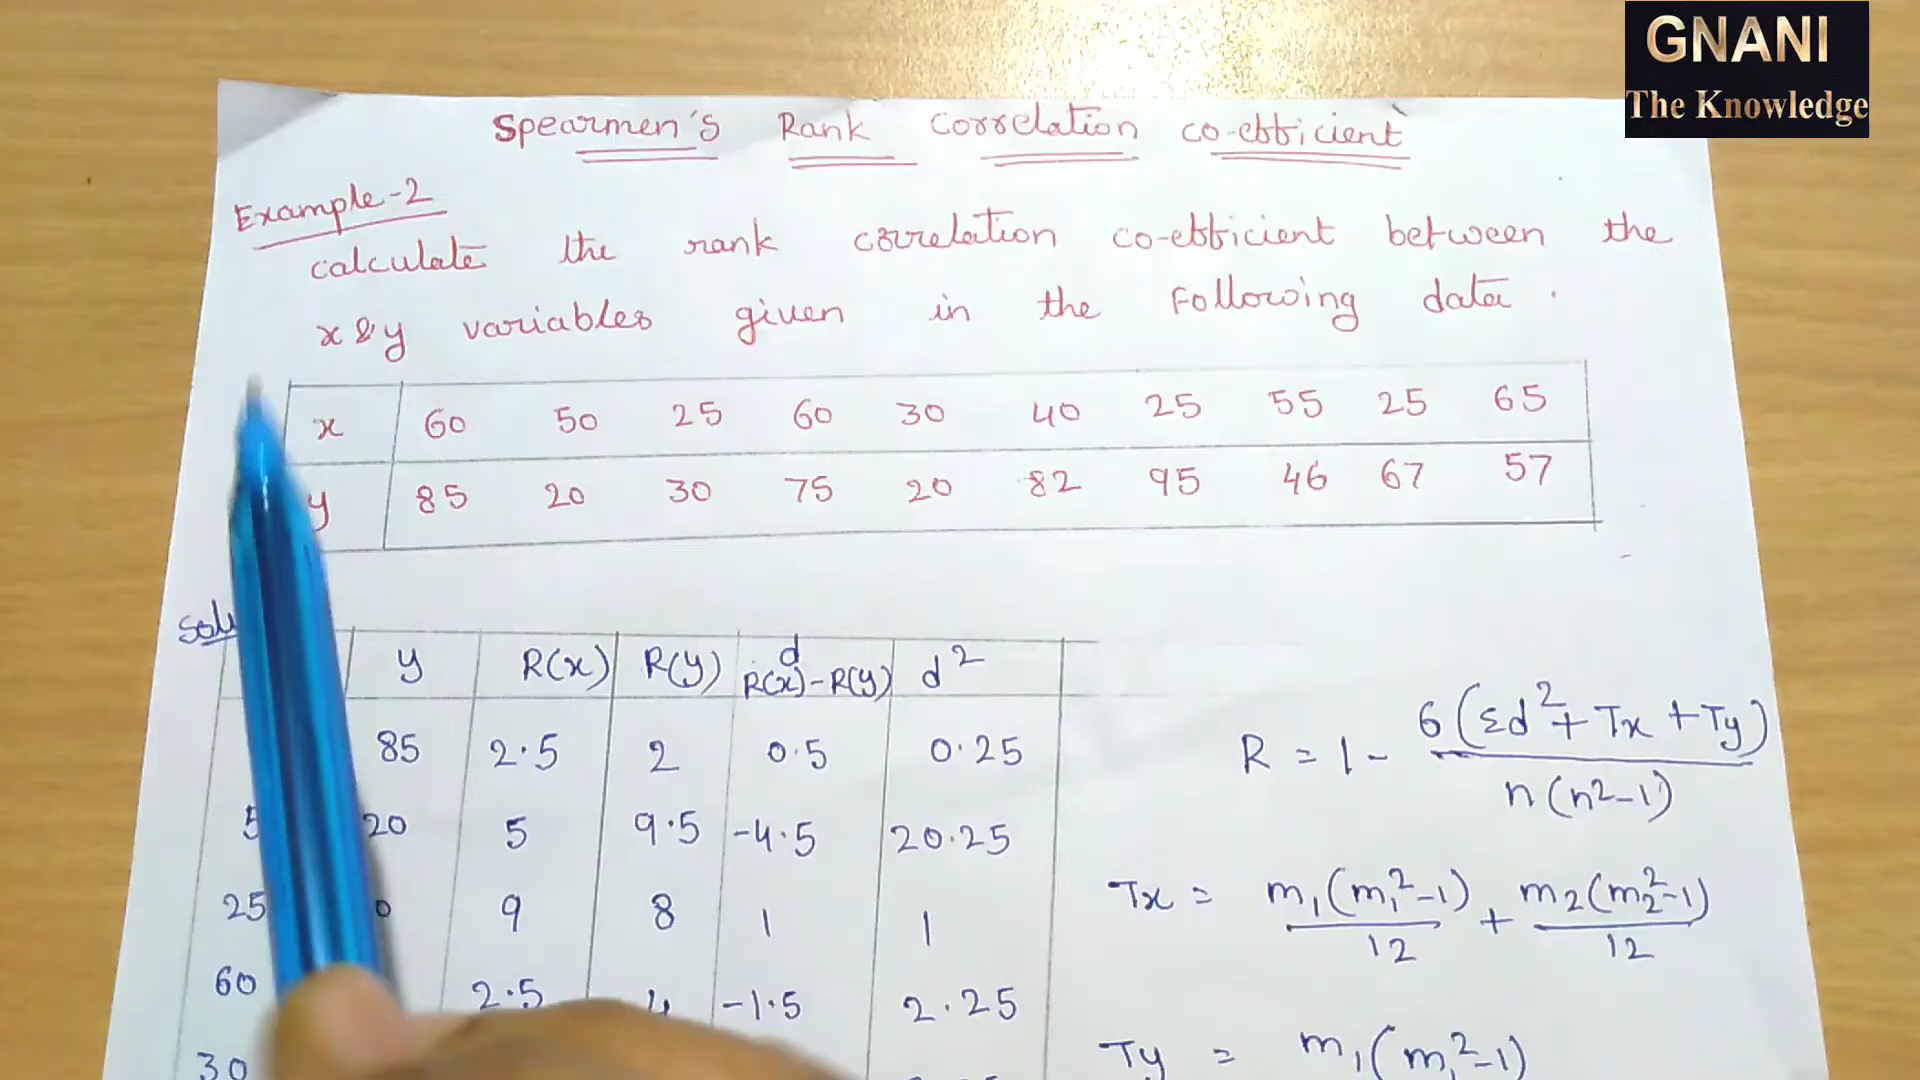 GNANI
The Knowledge
Spearmen's Rank Correlation co-efficient
Example-2
calculate the rank correlation co-efficient between the
x & y variables given in the following data.
x 60 50 25 60 30 40 25 55 25 65
y 85 20 30 75 20 82 95 46 67 57
y R(x) R(y) d R(x)-R(y) d²
85 2.5 2 0.5 0.25
20 5 9.5 -4.5 20.25
25 9 8 1 1
60 2.5 4 -1.5 2.25
30
R = 1 - 6(Σd²+Tx+Ty) / n(n²-1)
Tx = m₁(m₁²-1)/12 + m₂(m₂²-1)/12
Ty = m₁(m₁²-1)